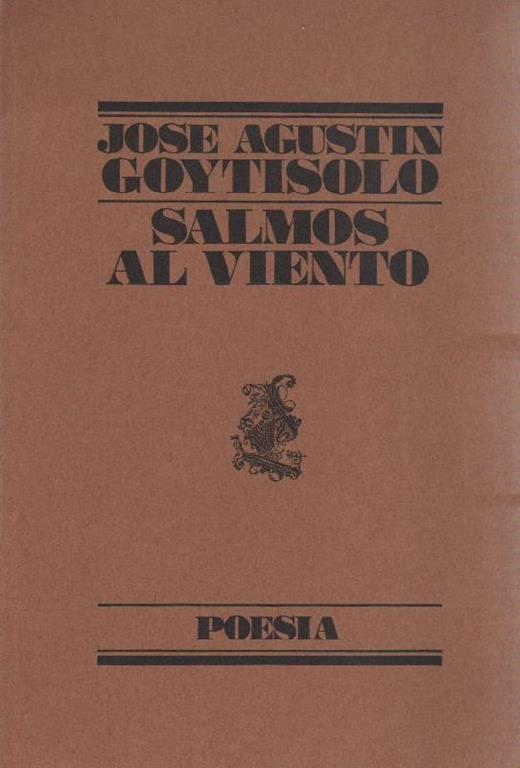 JOSE AGUSTIN
GOYTISOLO
SALMOS
AL VIENTO
POESIA